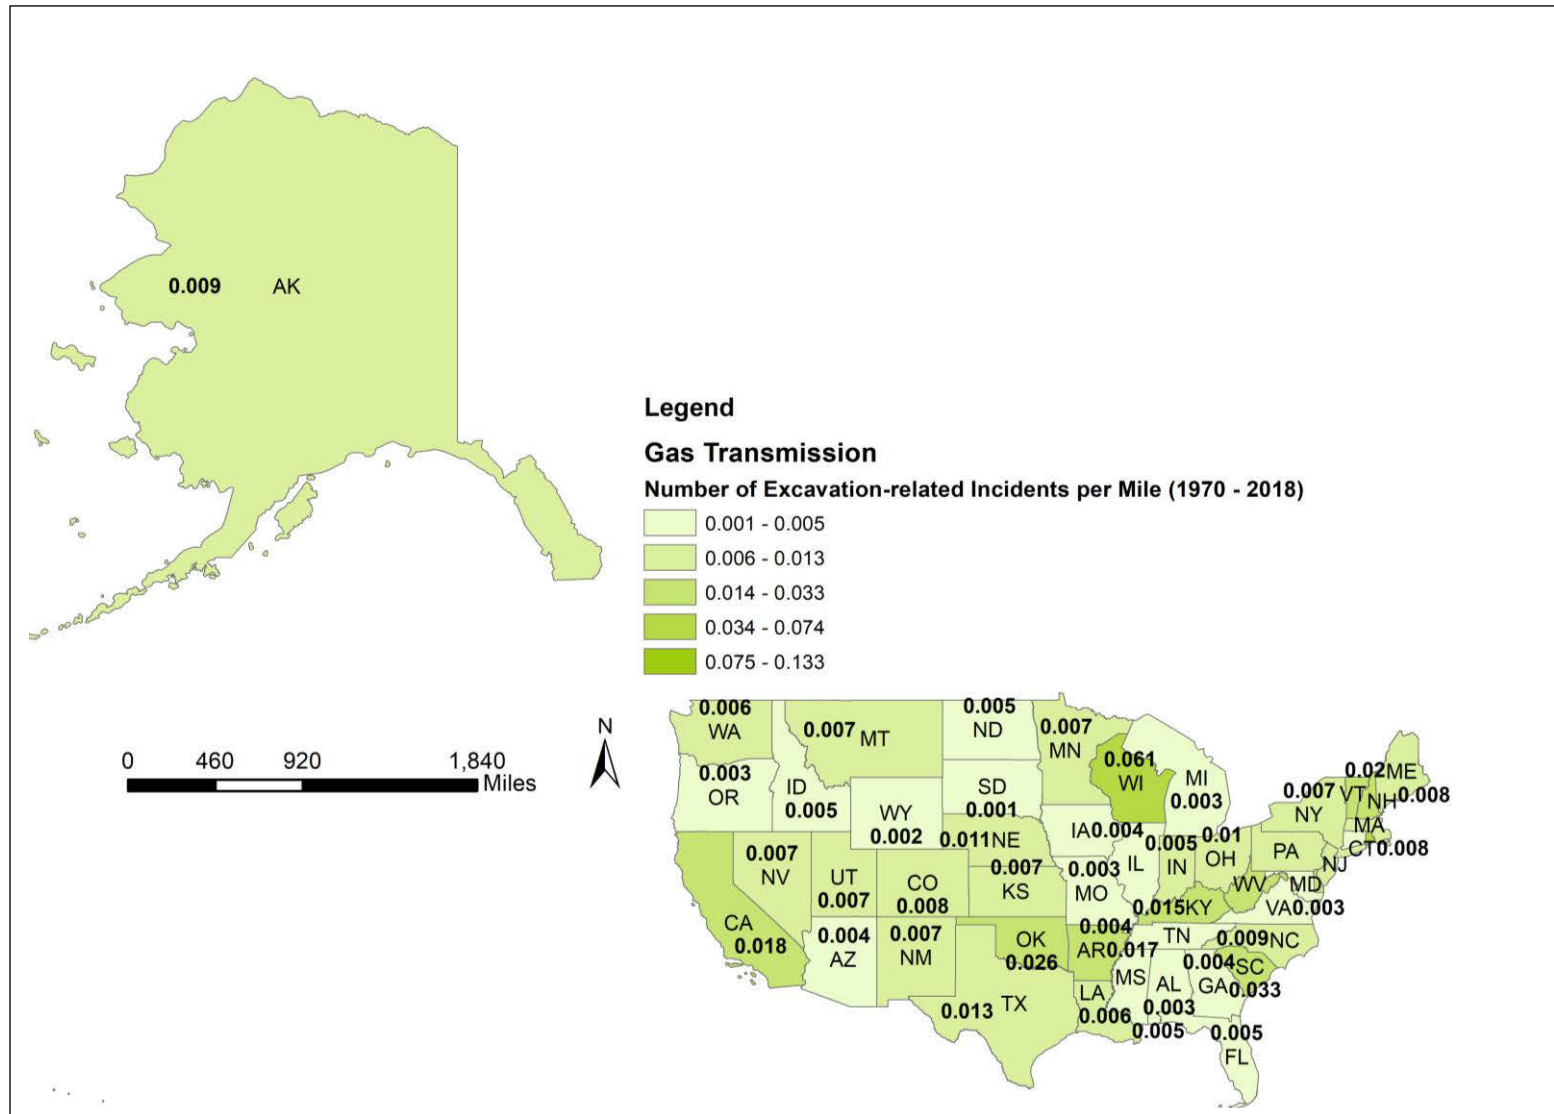 0.009 AK
Legend
Gas Transmission
Number of Excavation-related Incidents per Mile (1970 - 2018)
0.001 - 0.005
0.006 - 0.013
0.014 - 0.033
0.034 - 0.074
0.075 - 0.133
N
0 460 920 1,840
Miles
0.006
WA
0.007 MT
0.005
ND
0.007
MN
0.061
WI
MI
0.003
0.003
OR
ID
0.005
WY
0.002
SD
0.001
0.011 NE
IA 0.004
0.02 ME
0.007 VT NH 0.008
NY
MA
CT 0.008
0.005
IN
0.01
OH
PA
NJ
IL
0.007
NV
UT
0.007
CO
0.008
0.007
KS
0.003
MO
WV
MD
VA 0.003
0.015 KY
CA
0.018
0.004
AZ
0.007
NM
OK
0.026
0.004
AR 0.017
TN
0.009 NC
0.004 SC
GA 0.033
MS
AL
0.003
LA
0.006
0.013 TX
0.005
0.005
FL